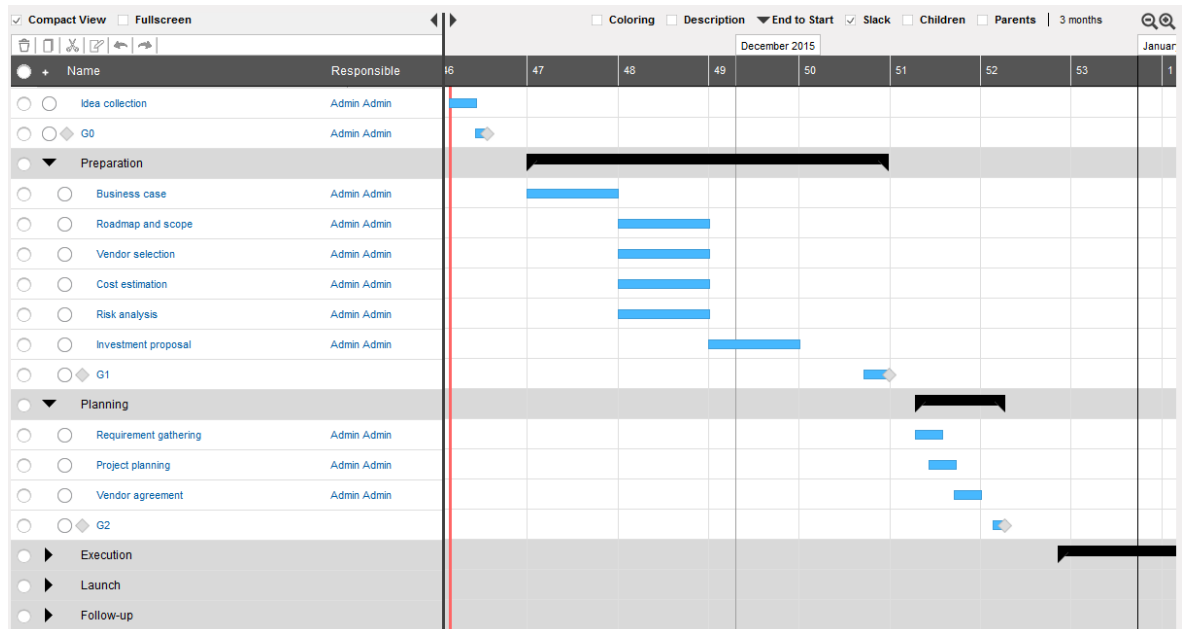 Compact View Fullscreen Coloring Description End to Start Slack Children Parents 3 months
December 2015 Januar
+ Name Responsible 46 47 48 49 50 51 52 53 1
Idea collection Admin Admin
G0 Admin Admin
Preparation
Business case Admin Admin
Roadmap and scope Admin Admin
Vendor selection Admin Admin
Cost estimation Admin Admin
Risk analysis Admin Admin
Investment proposal Admin Admin
G1
Planning
Requirement gathering Admin Admin
Project planning Admin Admin
Vendor agreement Admin Admin
G2
Execution
Launch
Follow-up